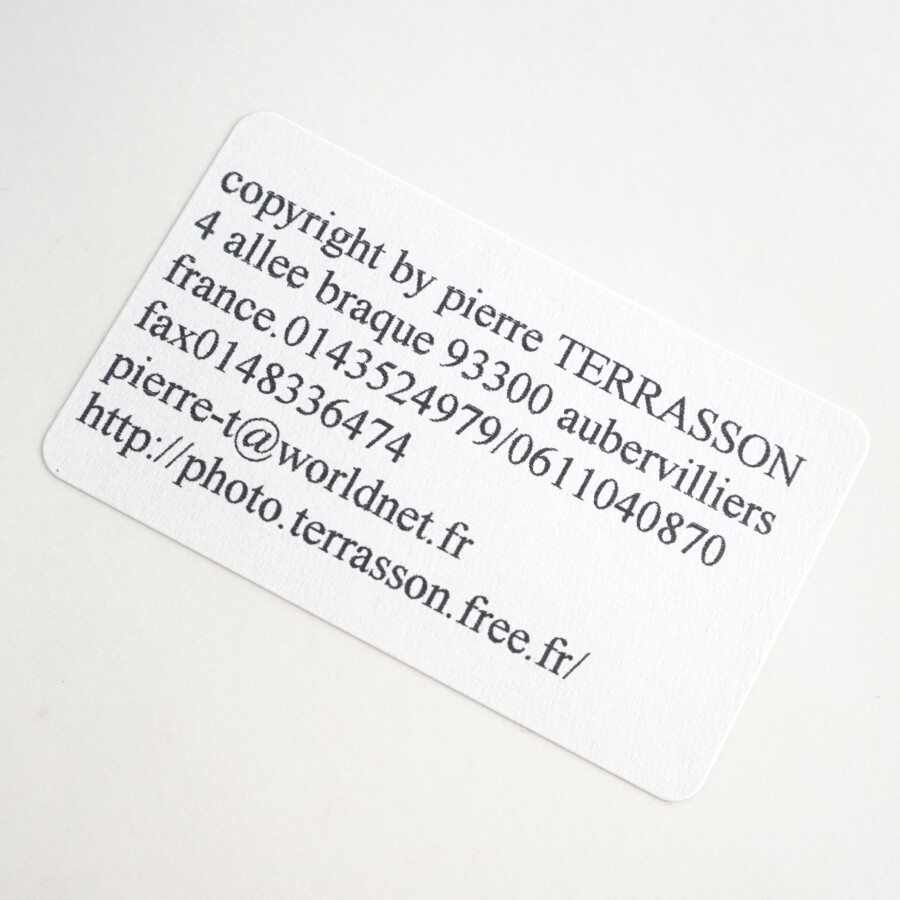 copyright by pierre TERRASSON
4 allee braque 93300 aubervilliers
france.0143524979/0611040870
fax0148336474
pierre-t@worldnet.fr
http://photo.terrasson.free.fr/